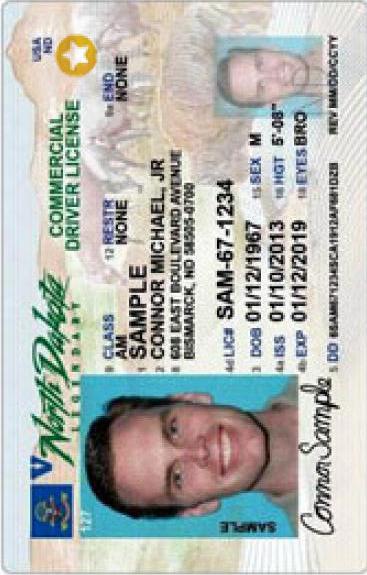 North Dakota
LEGENDARY
COMMERCIAL
DRIVER LICENSE
USA
ND
9 CLASS
AM
12 RESTR
NONE
9a END
NONE
1 SAMPLE
2 CONNOR MICHAEL, JR
8 608 EAST BOULEVARD AVENUE
BISMARCK, ND 58505-0700
4d LIC# SAM-67-1234
3 DOB 01/12/1967 15 SEX M
4a ISS 01/10/2013 16 HGT 5'-08"
4b EXP 01/12/2019 18 EYES BRO
REV MM/DD/CCYY
127
SAMPLE
Connor Sample